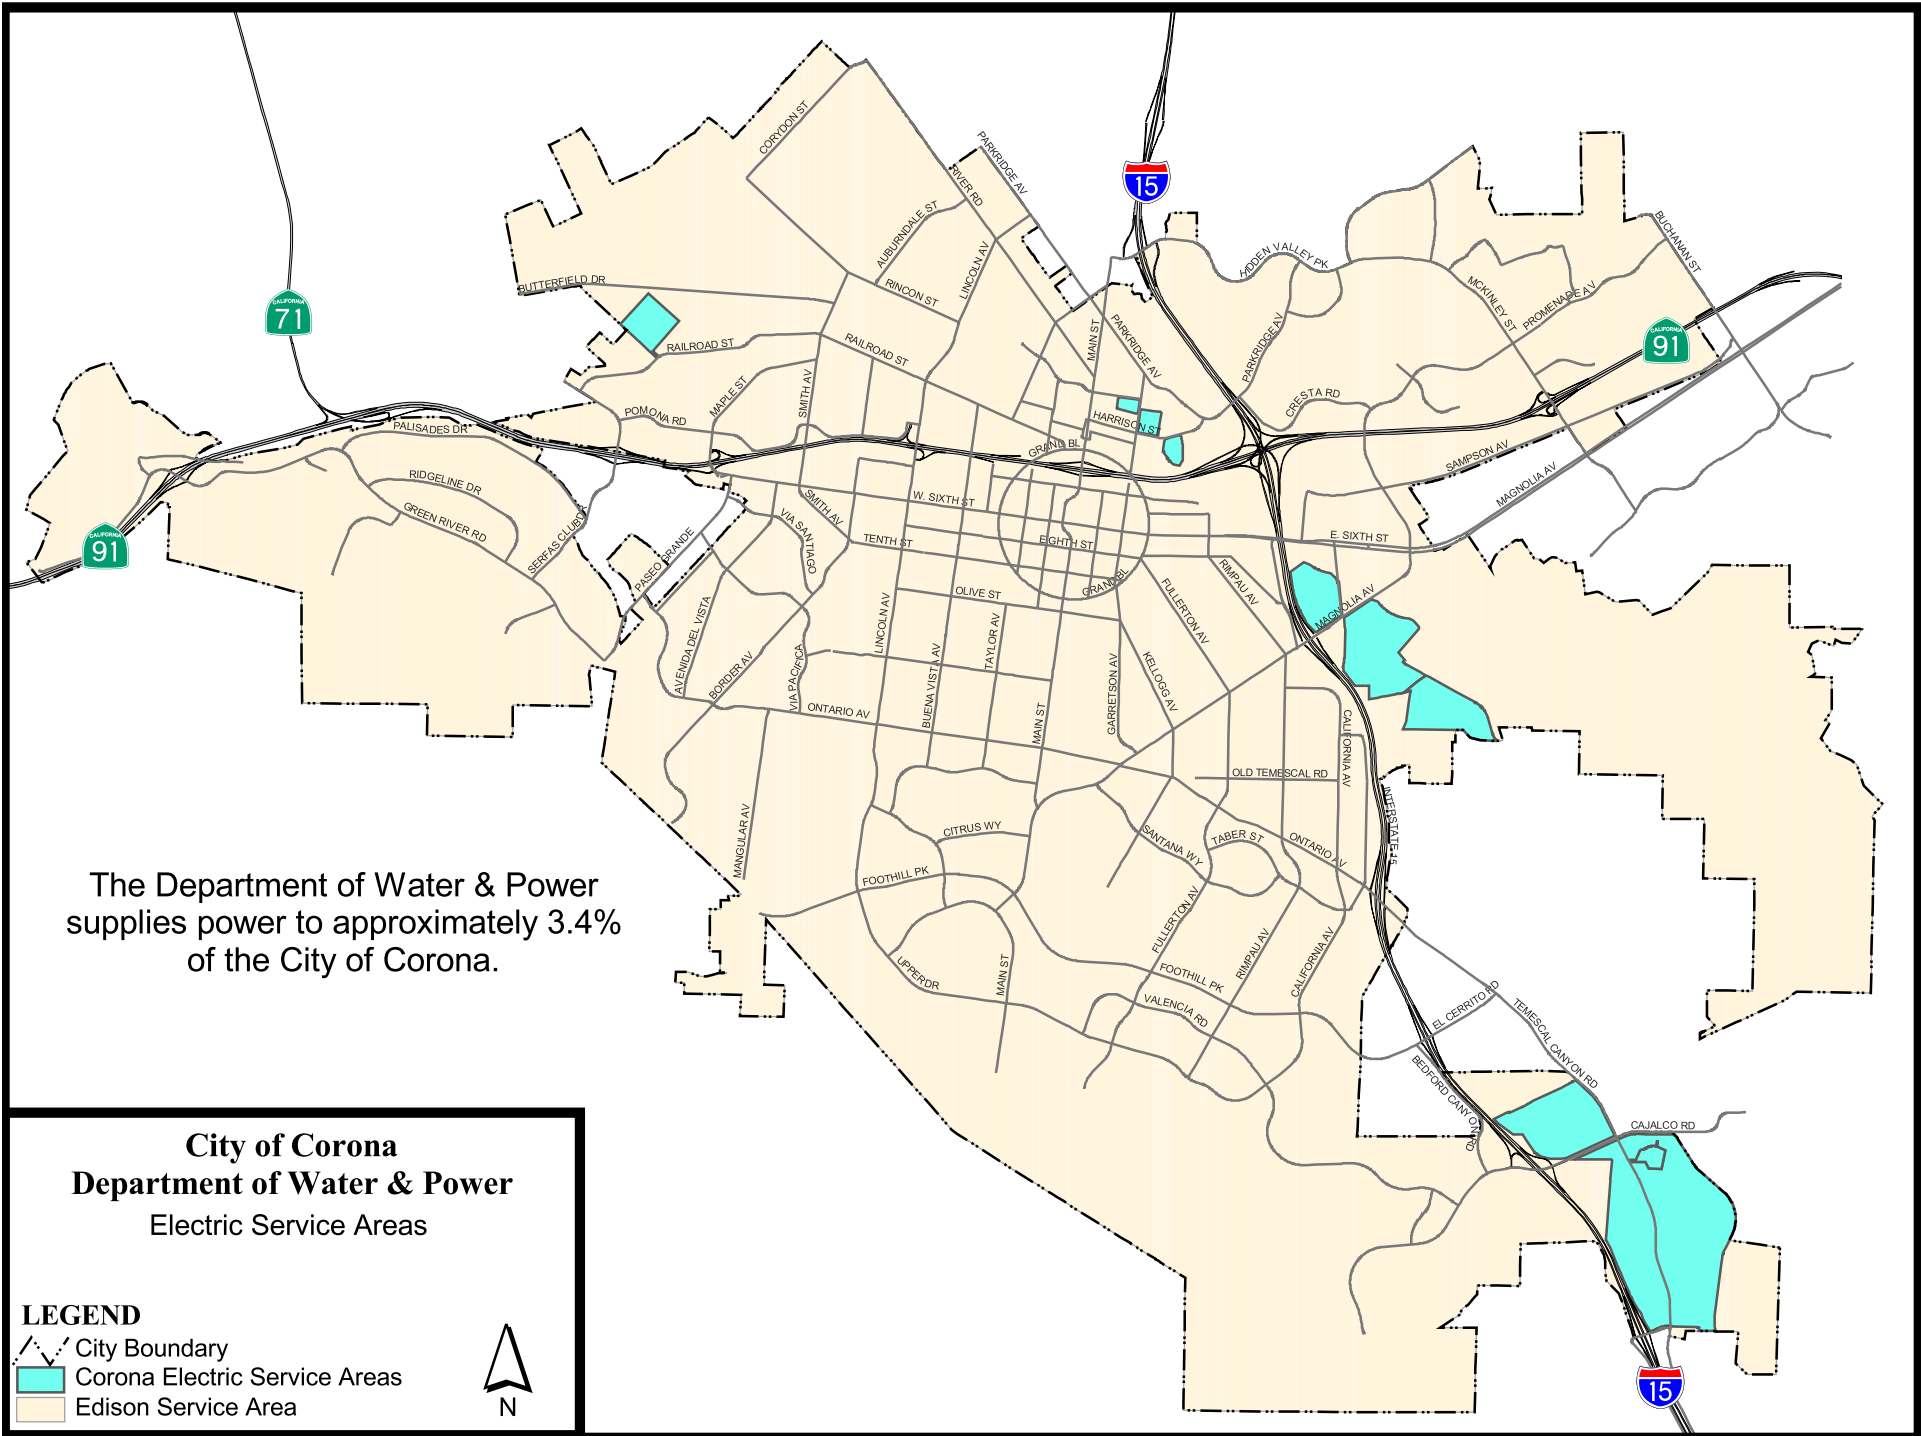 CORYDON ST
PARKRIDGE AV
RIVER RD
15
AUBURNDALE ST
LINCOLN AV
HIDDEN VALLEY PK
BUCHANAN ST
BUTTERFIELD DR
RINCON ST
MCKINLEY ST
PROMENADE AV
CALIFORNIA
71
RAILROAD ST
RAILROAD ST
MAIN ST
PARKRIDGE AV
PARKRIDGE AV
CALIFORNIA
91
MAPLE ST
SMITH AV
CRESTA RD
POMONA RD
HARRISON ST
PALISADES DR
GRAND BL
SAMPSON AV
RIDGELINE DR
MAGNOLIA AV
GREEN RIVER RD
SERFAS CLUB DR
SMITH AV
W. SIXTH ST
VIA SANTIAGO
CALIFORNIA
91
PASEO GRANDE
TENTH ST
EIGHTH ST
E. SIXTH ST
GRAND BL
RIMPAU AV
FULLERTON AV
OLIVE ST
MAGNOLIA AV
AVENIDA DEL VISTA
LINCOLN AV
TAYLOR AV
BORDER AV
VIA PACIFICA
BUENA VISTA AV
GARRETSON AV
KELLOGG AV
ONTARIO AV
MAIN ST
CALIFORNIA AV
OLD TEMESCAL RD
INTERSTATE 15
MANGULAR AV
CITRUS WY
SANTANA WY
TABER ST
ONTARIO AV
FOOTHILL PK
The Department of Water & Power
supplies power to approximately 3.4%
of the City of Corona.
FULLERTON AV
RIMPAU AV
CALIFORNIA AV
UPPER DR
MAIN ST
FOOTHILL PK
VALENCIA RD
EL CERRITO RD
TEMESCAL CANYON RD
BEDFORD CANYON RD
CAJALCO RD
City of Corona
Department of Water & Power
Electric Service Areas
LEGEND
City Boundary
Corona Electric Service Areas
Edison Service Area
N
15